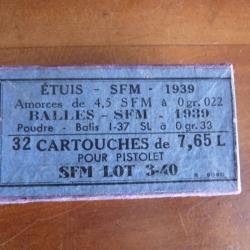 ÉTUIS - SFM - 1939
Amorces de 4,5 SFM à 0 gr. 022
BALLES - SFM - 1939
Poudre - Balis 1-37 SL à 0 gr. 33
32 CARTOUCHES de 7,65 L
POUR PISTOLET
SFM LOT 3-40